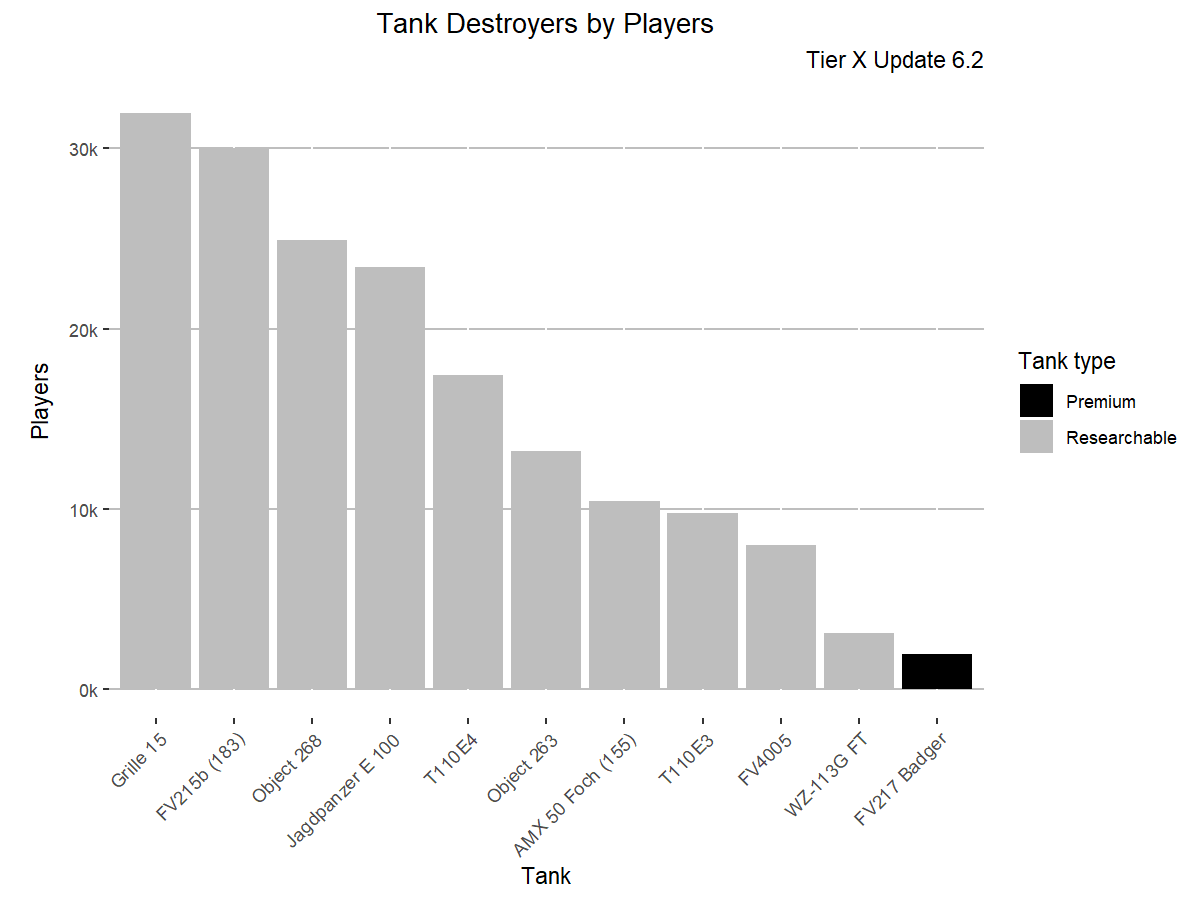 Tank Destroyers by Players
Tier X Update 6.2
30k
20k
10k
0k
Players
Grille 15
FV215b (183)
Object 268
Jagdpanzer E 100
T110E4
Object 263
AMX 50 Foch (155)
T110E3
FV4005
WZ-113G FT
FV217 Badger
Tank
Tank type
Premium
Researchable